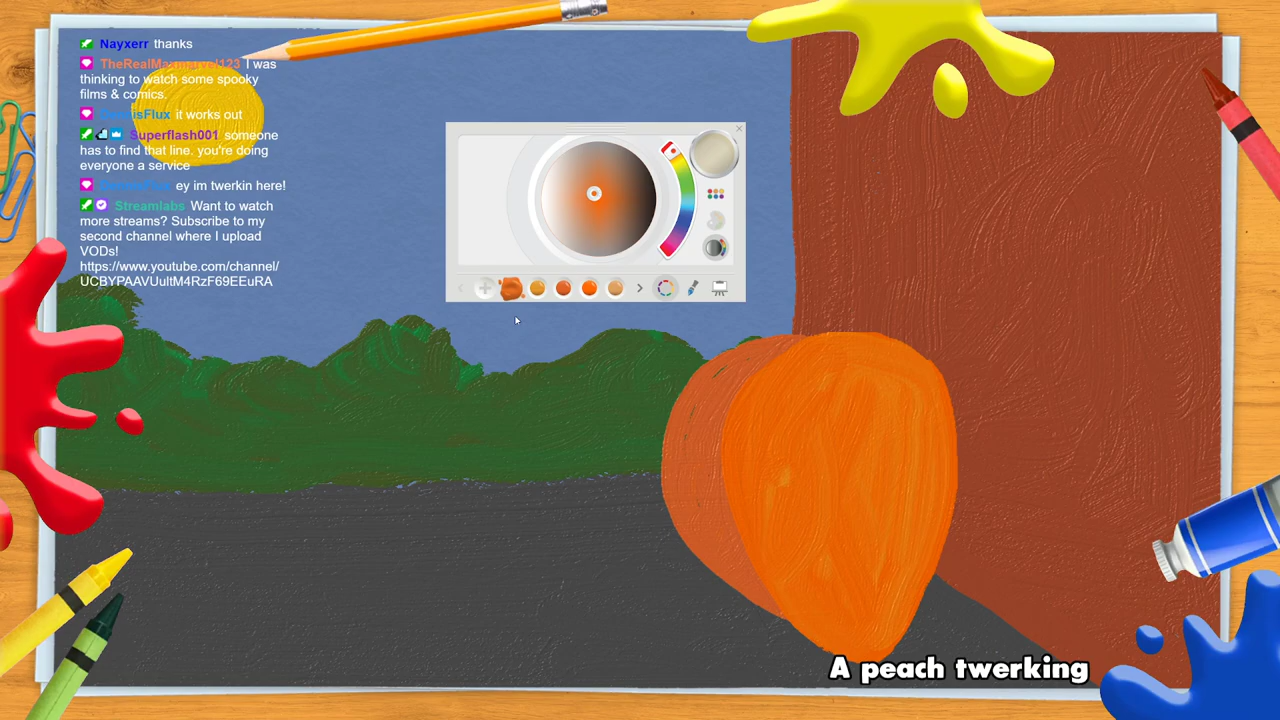 Nayxerr thanks
I was
thinking to watch some spooky
films & comics.
it works out
Superflash001 someone
has to find that line. you're doing
everyone a service
ey im twerkin here!
Streamlabs Want to watch
more streams? Subscribe to my
second channel where I upload
VODs!
https://www.youtube.com/channel/
UCBYPAAVUultM4RzF69EEuRA
A peach twerking